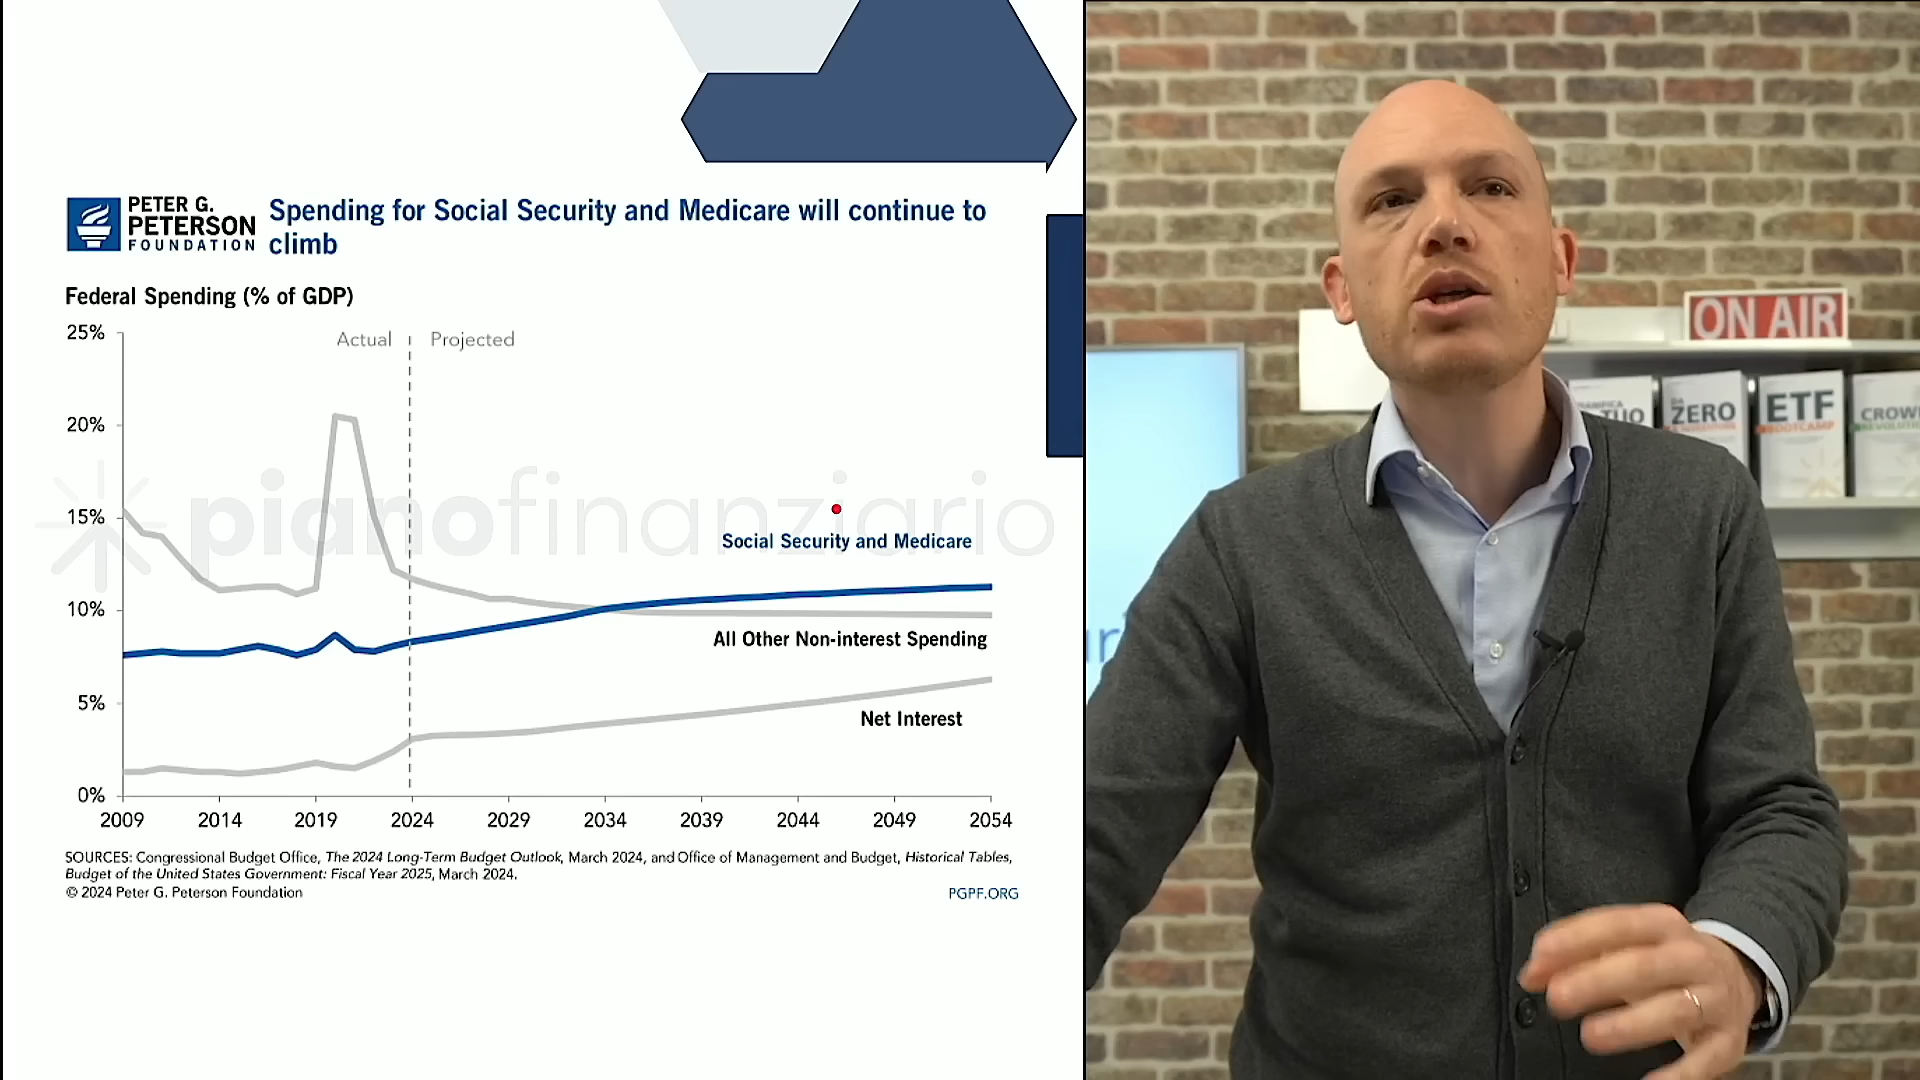 PETER G.
PETERSON
FOUNDATION
Spending for Social Security and Medicare will continue to
climb
Federal Spending (% of GDP)
25%
20%
15%
10%
5%
0%
Actual
Projected
pianofinanziario
Social Security and Medicare
All Other Non-interest Spending
Net Interest
2009 2014 2019 2024 2029 2034 2039 2044 2049 2054
SOURCES: Congressional Budget Office, The 2024 Long-Term Budget Outlook, March 2024, and Office of Management and Budget, Historical Tables,
Budget of the United States Government: Fiscal Year 2025, March 2024.
© 2024 Peter G. Peterson Foundation
PGPF.ORG
ON AIR
TUO
DA
ZERO
ETF
BOOTCAMP